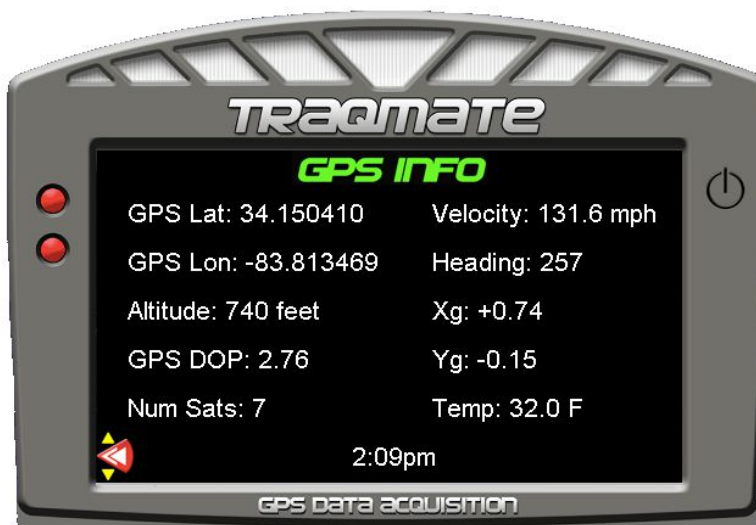 TRAQMATE
GPS INFO
GPS Lat: 34.150410 Velocity: 131.6 mph
GPS Lon: -83.813469 Heading: 257
Altitude: 740 feet Xg: +0.74
GPS DOP: 2.76 Yg: -0.15
Num Sats: 7 Temp: 32.0 F
2:09pm
GPS DATA ACQUISITION